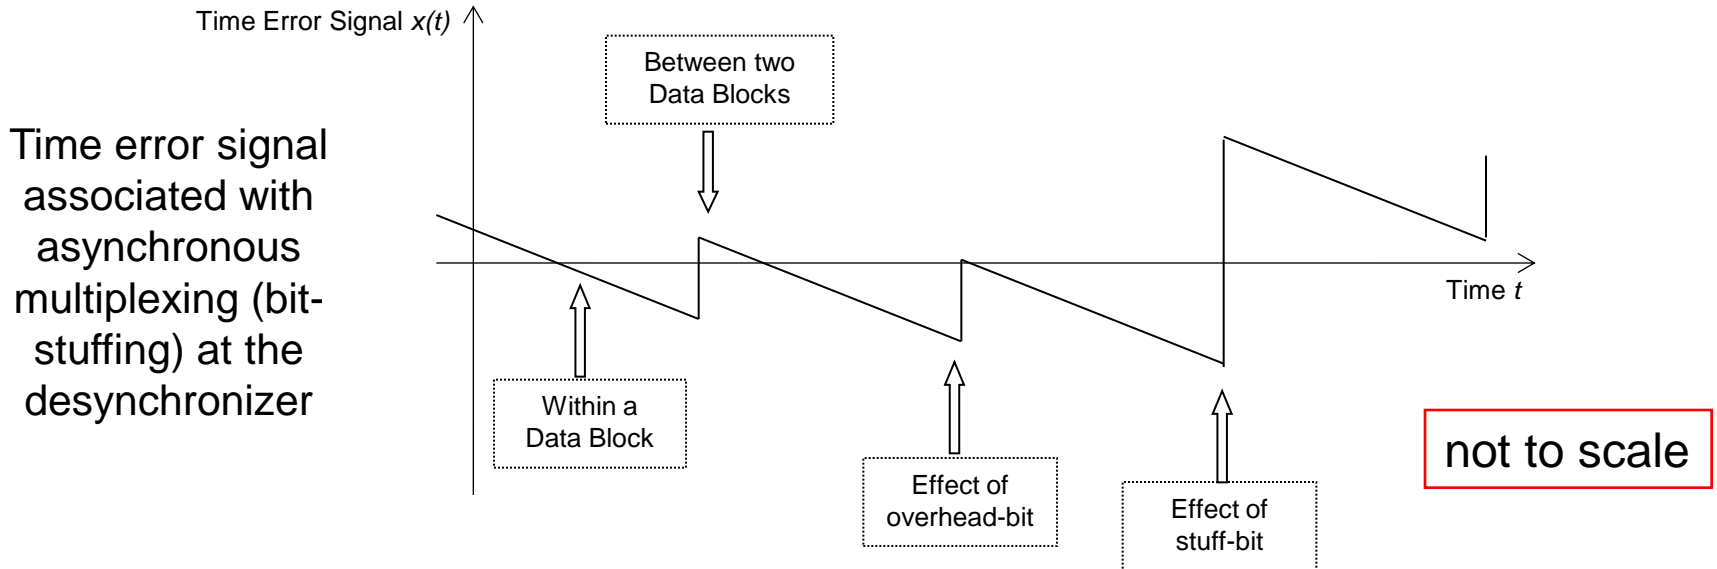 Time Error Signal x(t)
Between two
Data Blocks
Time error signal
associated with
asynchronous
multiplexing (bit-
stuffing) at the
desynchronizer
Time t
Within a
Data Block
Effect of
overhead-bit
Effect of
stuff-bit
not to scale